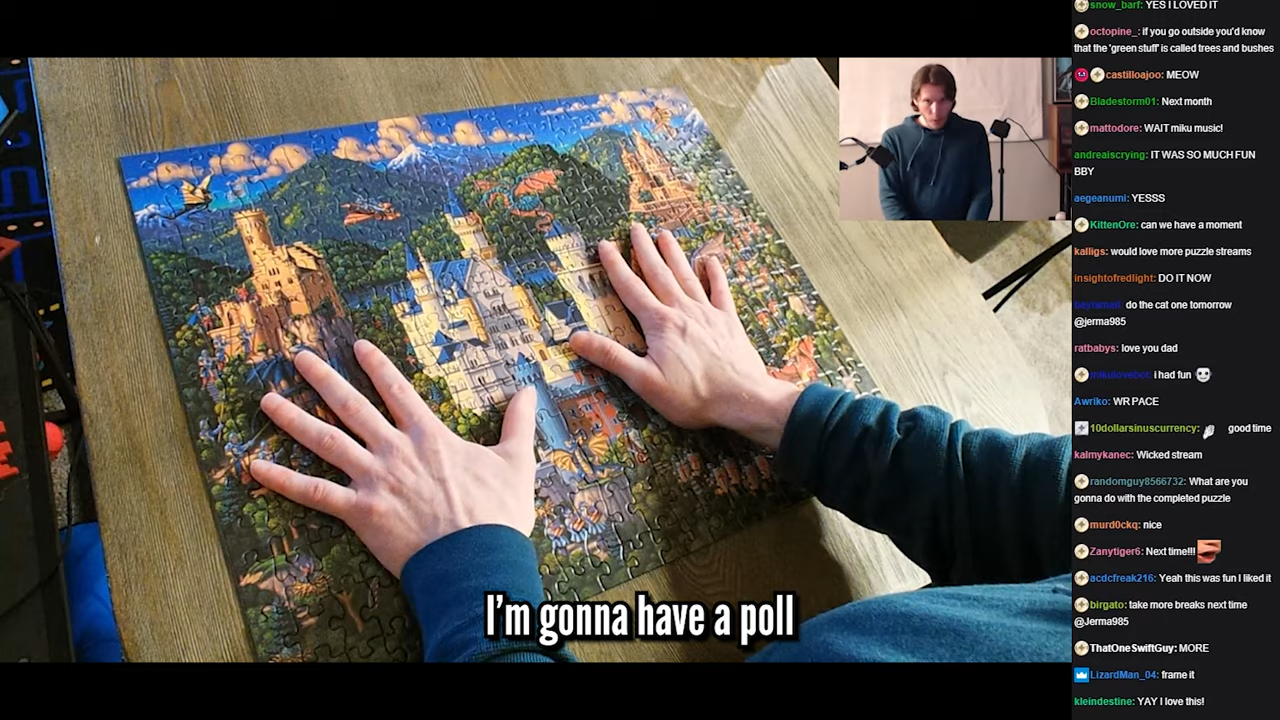 I'm gonna have a poll
snow_barf: YES I LOVED IT
octopine_: if you go outside you'd know
that the 'green stuff' is called trees and bushes
castilloajoo: MEOW
Bladestorm01: Next month
mattodore: WAIT miku music!
andreaiscrying: IT WAS SO MUCH FUN
BBY
aegeanumi: YESSS
KittenOre: can we have a moment
kalligs: would love more puzzle streams
insightofredlight: DO IT NOW
do the cat one tomorrow
@jerma985
ratbabys: love you dad
mikulovebot: i had fun
Awriko: WR PACE
10dollarsinuscurrency: good time
kalmykanec: Wicked stream
randomguy8566732: What are you
gonna do with the completed puzzle
murd0ckq: nice
Zanytiger6: Next time!!!
acdcfreak216: Yeah this was fun I liked it
birgato: take more breaks next time
@Jerma985
ThatOneSwiftGuy: MORE
LizardMan_04: frame it
kleindestine: YAY I love this!